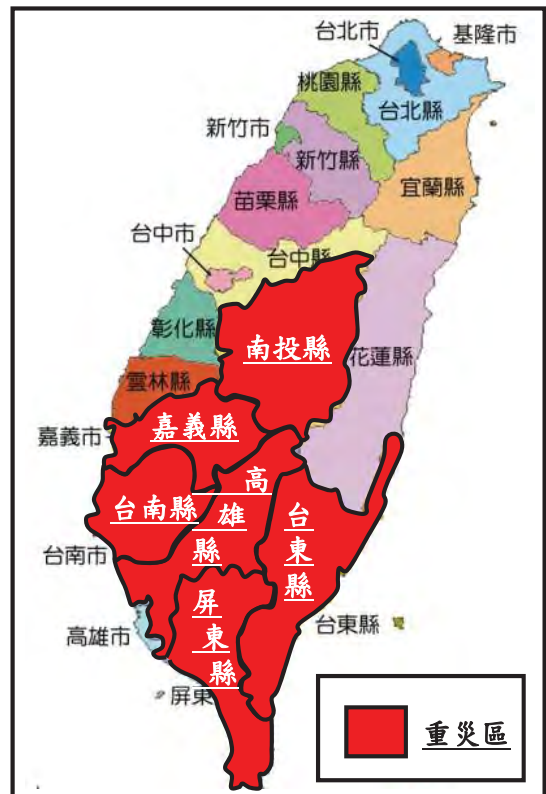 台北市
基隆市
桃園縣
台北縣
新竹市
新竹縣
宜蘭縣
苗栗縣
台中市
台中縣
彰化縣
南投縣
花蓮縣
雲林縣
嘉義市
嘉義縣
台南縣
高雄縣
台東縣
台南市
屏東縣
高雄市
台東縣
屏東
重災區